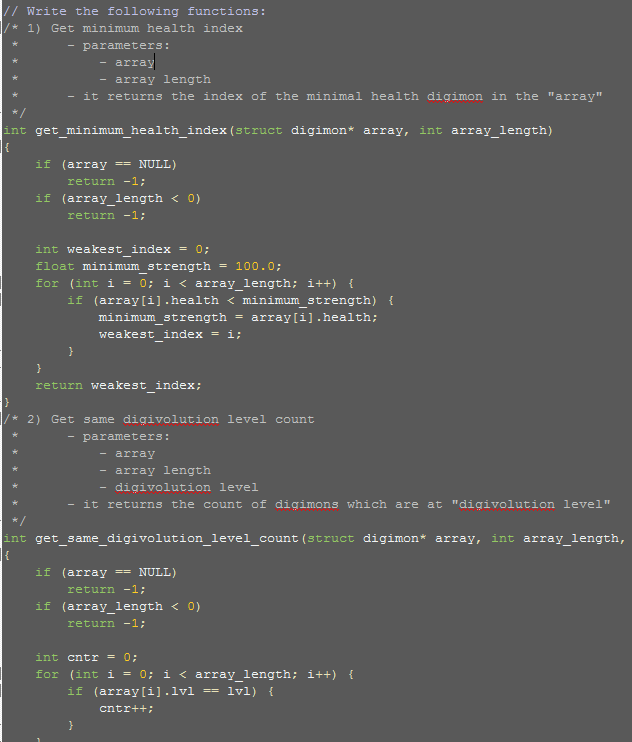 // Write the following functions:
/* 1) Get minimum health index
 *      - parameters:
 *          - array
 *          - array length
 *      - it returns the index of the minimal health digimon in the "array"
 */
int get_minimum_health_index(struct digimon* array, int array_length)
{
    if (array == NULL)
        return -1;
    if (array_length < 0)
        return -1;

    int weakest_index = 0;
    float minimum_strength = 100.0;
    for (int i = 0; i < array_length; i++) {
        if (array[i].health < minimum_strength) {
            minimum_strength = array[i].health;
            weakest_index = i;
        }
    }
    return weakest_index;
}
/* 2) Get same digivolution level count
 *      - parameters:
 *          - array
 *          - array length
 *          - digivolution level
 *      - it returns the count of digimons which are at "digivolution level"
 */
int get_same_digivolution_level_count(struct digimon* array, int array_length,
{
    if (array == NULL)
        return -1;
    if (array_length < 0)
        return -1;

    int cntr = 0;
    for (int i = 0; i < array_length; i++) {
        if (array[i].lvl == lvl) {
            cntr++;
        }
    }